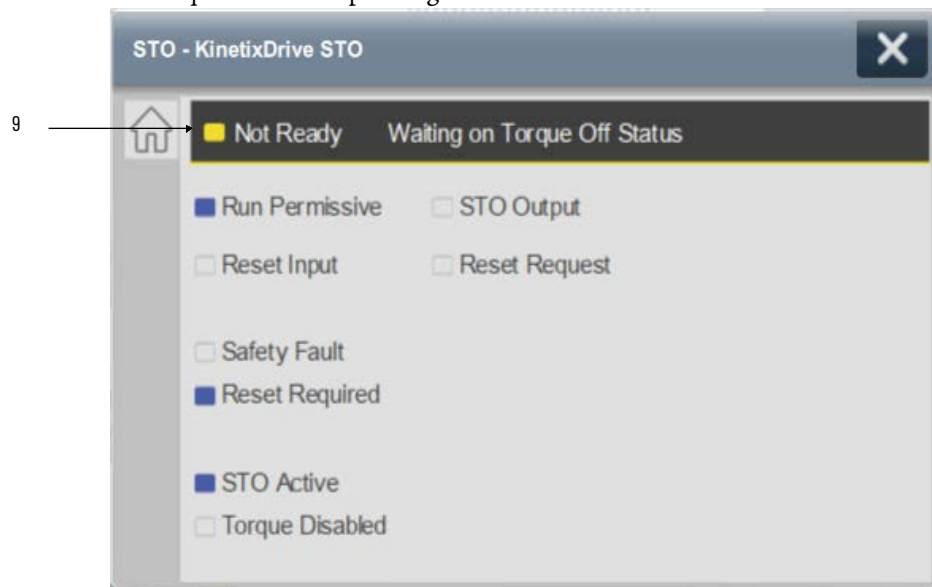 STO - KinetixDrive STO
9
Not Ready Waiting on Torque Off Status
Run Permissive STO Output
Reset Input Reset Request
Safety Fault
Reset Required
STO Active
Torque Disabled